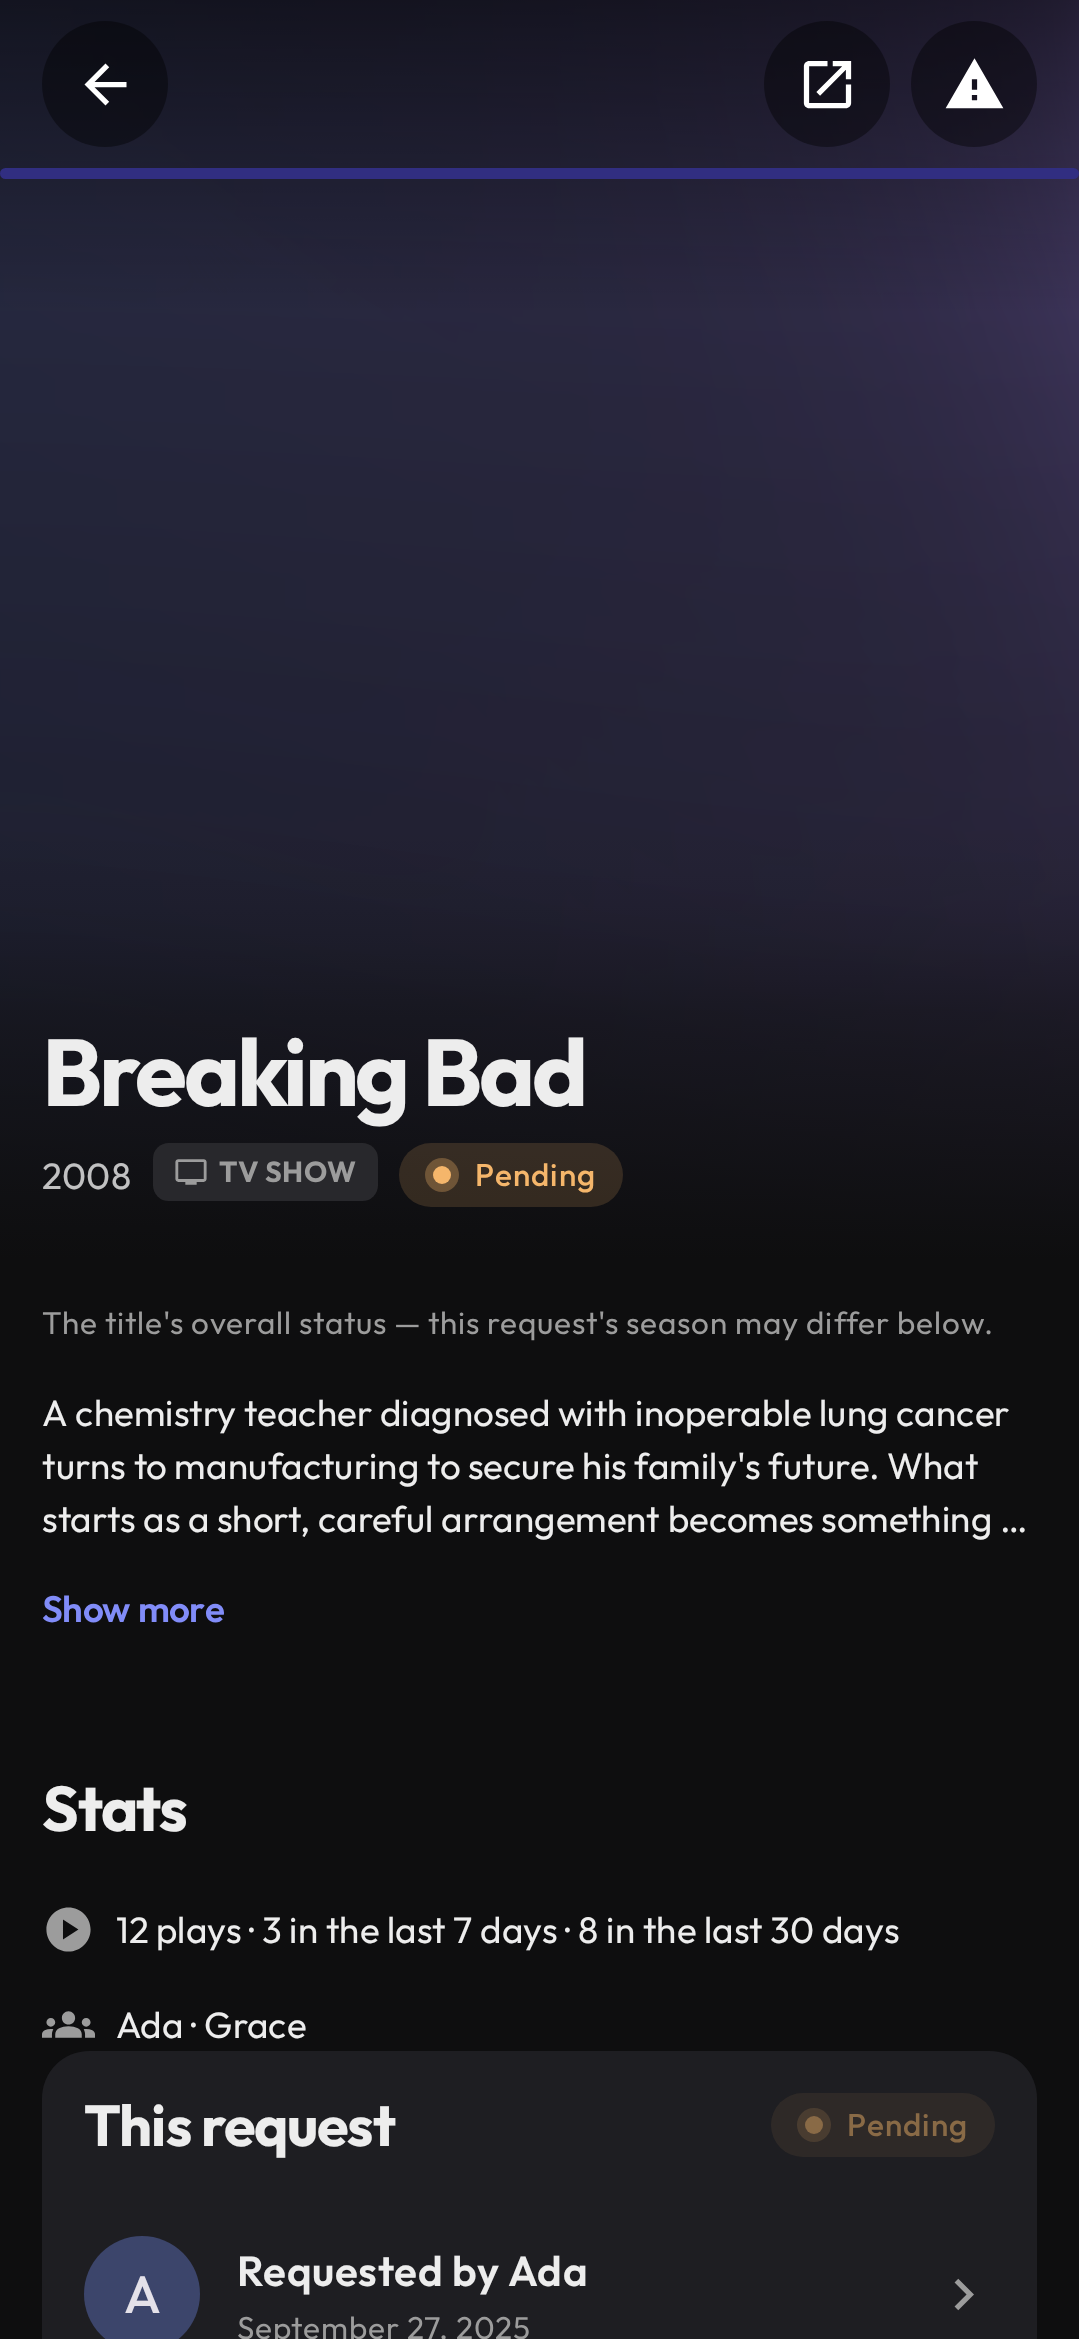 Breaking Bad
2008 TV SHOW Pending
The title's overall status — this request's season may differ below.
A chemistry teacher diagnosed with inoperable lung cancer
turns to manufacturing to secure his family's future. What
starts as a short, careful arrangement becomes something ...
Show more
Stats
12 plays · 3 in the last 7 days · 8 in the last 30 days
Ada · Grace
This request Pending
A
Requested by Ada
September 27, 2025